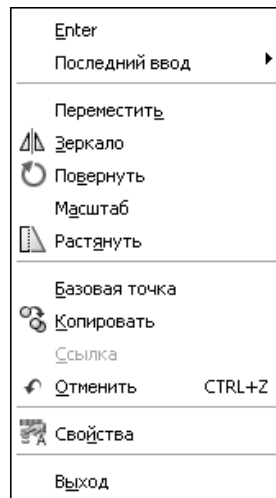 Enter
Последний ввод
Переместить
Зеркало
Повернуть
Масштаб
Растянуть
Базовая точка
Копировать
Ссылка
Отменить CTRL+Z
Свойства
Выход